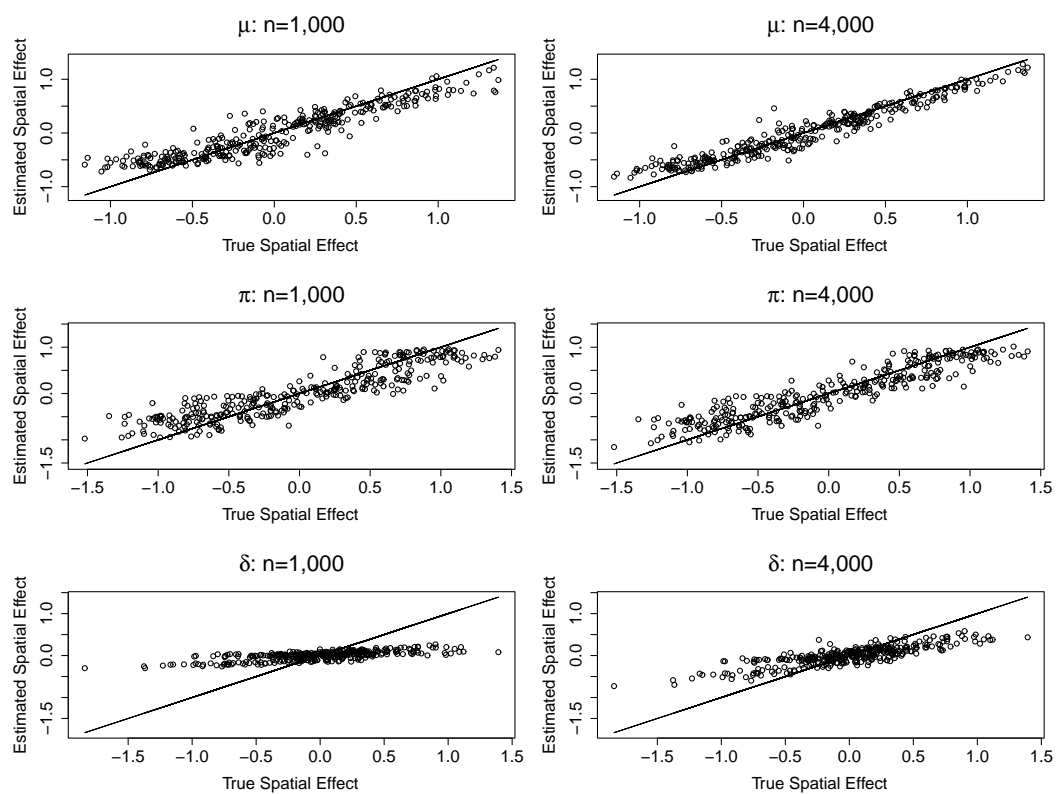 μ: n=1,000
Estimated Spatial Effect
−1.0 0.0 1.0
−1.0 −0.5 0.0 0.5 1.0
True Spatial Effect
μ: n=4,000
Estimated Spatial Effect
−1.0 0.0 1.0
−1.0 −0.5 0.0 0.5 1.0
True Spatial Effect
π: n=1,000
Estimated Spatial Effect
−1.5 0.0 1.0
−1.5 −1.0 −0.5 0.0 0.5 1.0 1.5
True Spatial Effect
π: n=4,000
Estimated Spatial Effect
−1.5 0.0 1.0
−1.5 −1.0 −0.5 0.0 0.5 1.0 1.5
True Spatial Effect
δ: n=1,000
Estimated Spatial Effect
−1.5 0.0 1.0
−1.5 −1.0 −0.5 0.0 0.5 1.0 1.5
True Spatial Effect
δ: n=4,000
Estimated Spatial Effect
−1.5 0.0 1.0
−1.5 −1.0 −0.5 0.0 0.5 1.0 1.5
True Spatial Effect